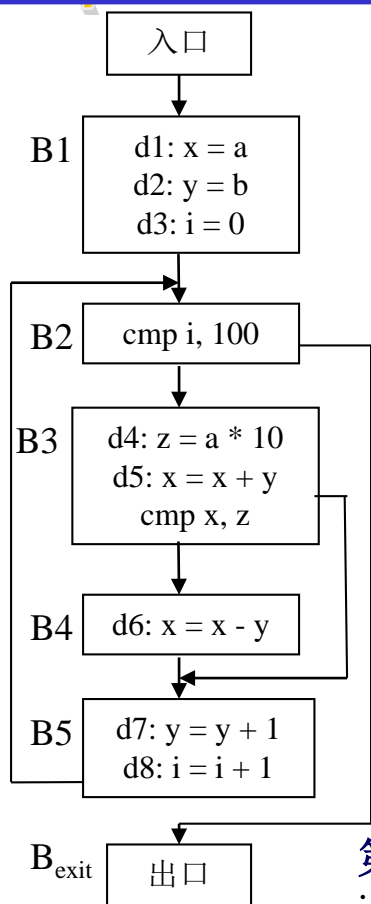 入口
B1
d1: x = a
d2: y = b
d3: i = 0
B2
cmp i, 100
B3
d4: z = a * 10
d5: x = x + y
cmp x, z
B4
d6: x = x - y
B5
d7: y = y + 1
d8: i = i + 1
Bexit
出口
第